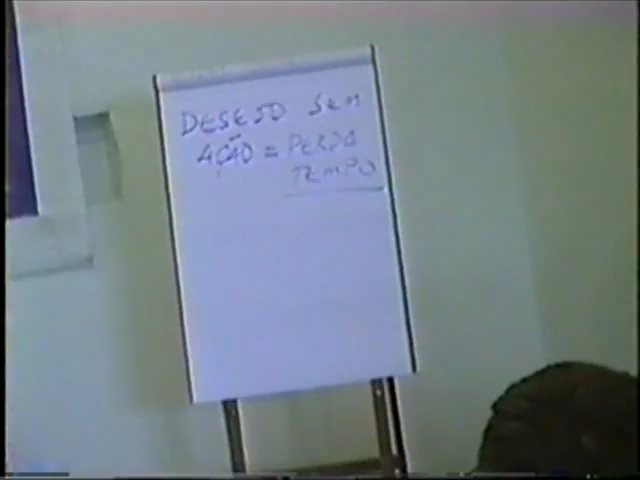 DESEJO SEM
AÇÃO = PERDA
TEMPO